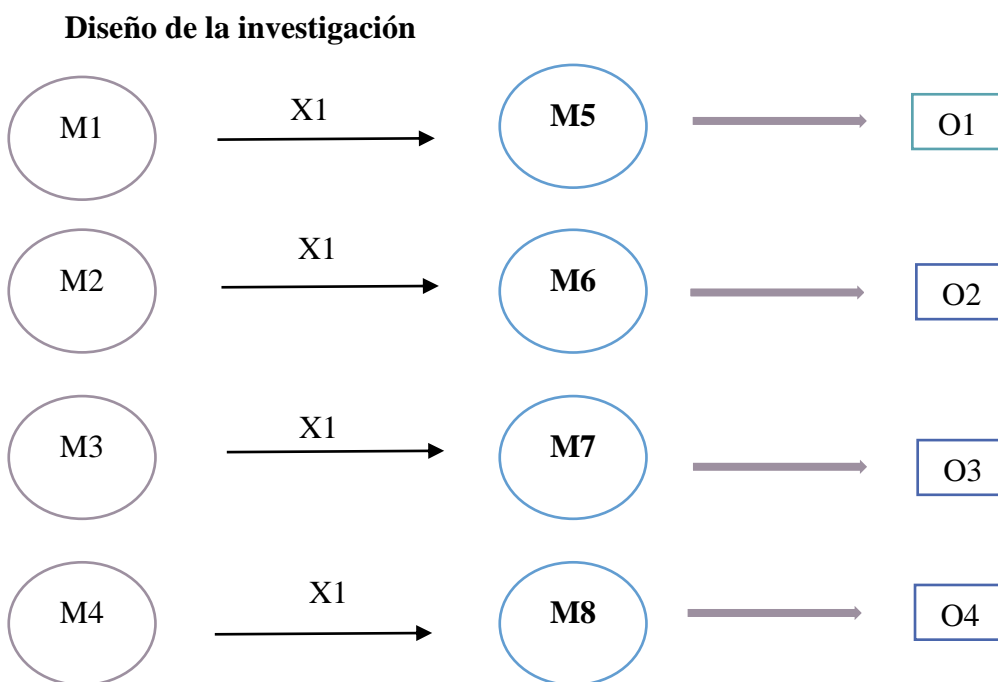 Diseño de la investigación
M1 X1 M5 O1
M2 X1 M6 O2
M3 X1 M7 O3
M4 X1 M8 O4